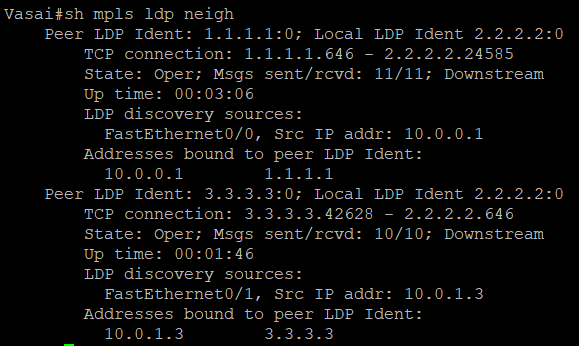 Vasai#sh mpls ldp neigh
    Peer LDP Ident: 1.1.1.1:0; Local LDP Ident 2.2.2.2:0
        TCP connection: 1.1.1.1.646 - 2.2.2.2.24585
        State: Oper; Msgs sent/rcvd: 11/11; Downstream
        Up time: 00:03:06
        LDP discovery sources:
          FastEthernet0/0, Src IP addr: 10.0.0.1
        Addresses bound to peer LDP Ident:
          10.0.0.1        1.1.1.1
    Peer LDP Ident: 3.3.3.3:0; Local LDP Ident 2.2.2.2:0
        TCP connection: 3.3.3.3.42628 - 2.2.2.2.646
        State: Oper; Msgs sent/rcvd: 10/10; Downstream
        Up time: 00:01:46
        LDP discovery sources:
          FastEthernet0/1, Src IP addr: 10.0.1.3
        Addresses bound to peer LDP Ident:
          10.0.1.3        3.3.3.3